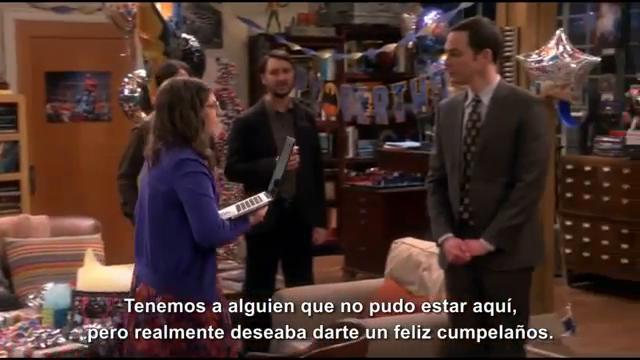 Tenemos a alguien que no pudo estar aquí,
pero realmente deseaba darte un feliz cumpelaños.